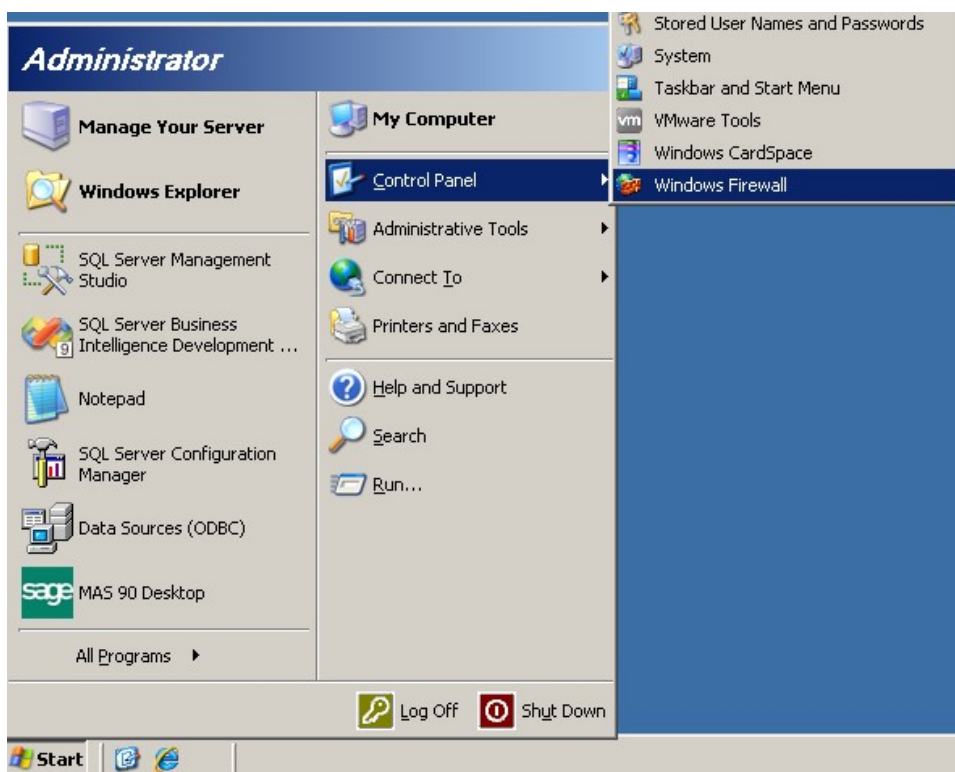 Administrator
Manage Your Server
Windows Explorer
SQL Server Management
Studio
SQL Server Business
Intelligence Development ...
9
Notepad
SQL Server Configuration
Manager
Data Sources (ODBC)
sage MAS 90 Desktop
All Programs
My Computer
Control Panel
Administrative Tools
Connect To
Printers and Faxes
Help and Support
Search
Run...
Stored User Names and Passwords
System
Taskbar and Start Menu
vm VMware Tools
Windows CardSpace
Windows Firewall
Log Off
Shut Down
Start